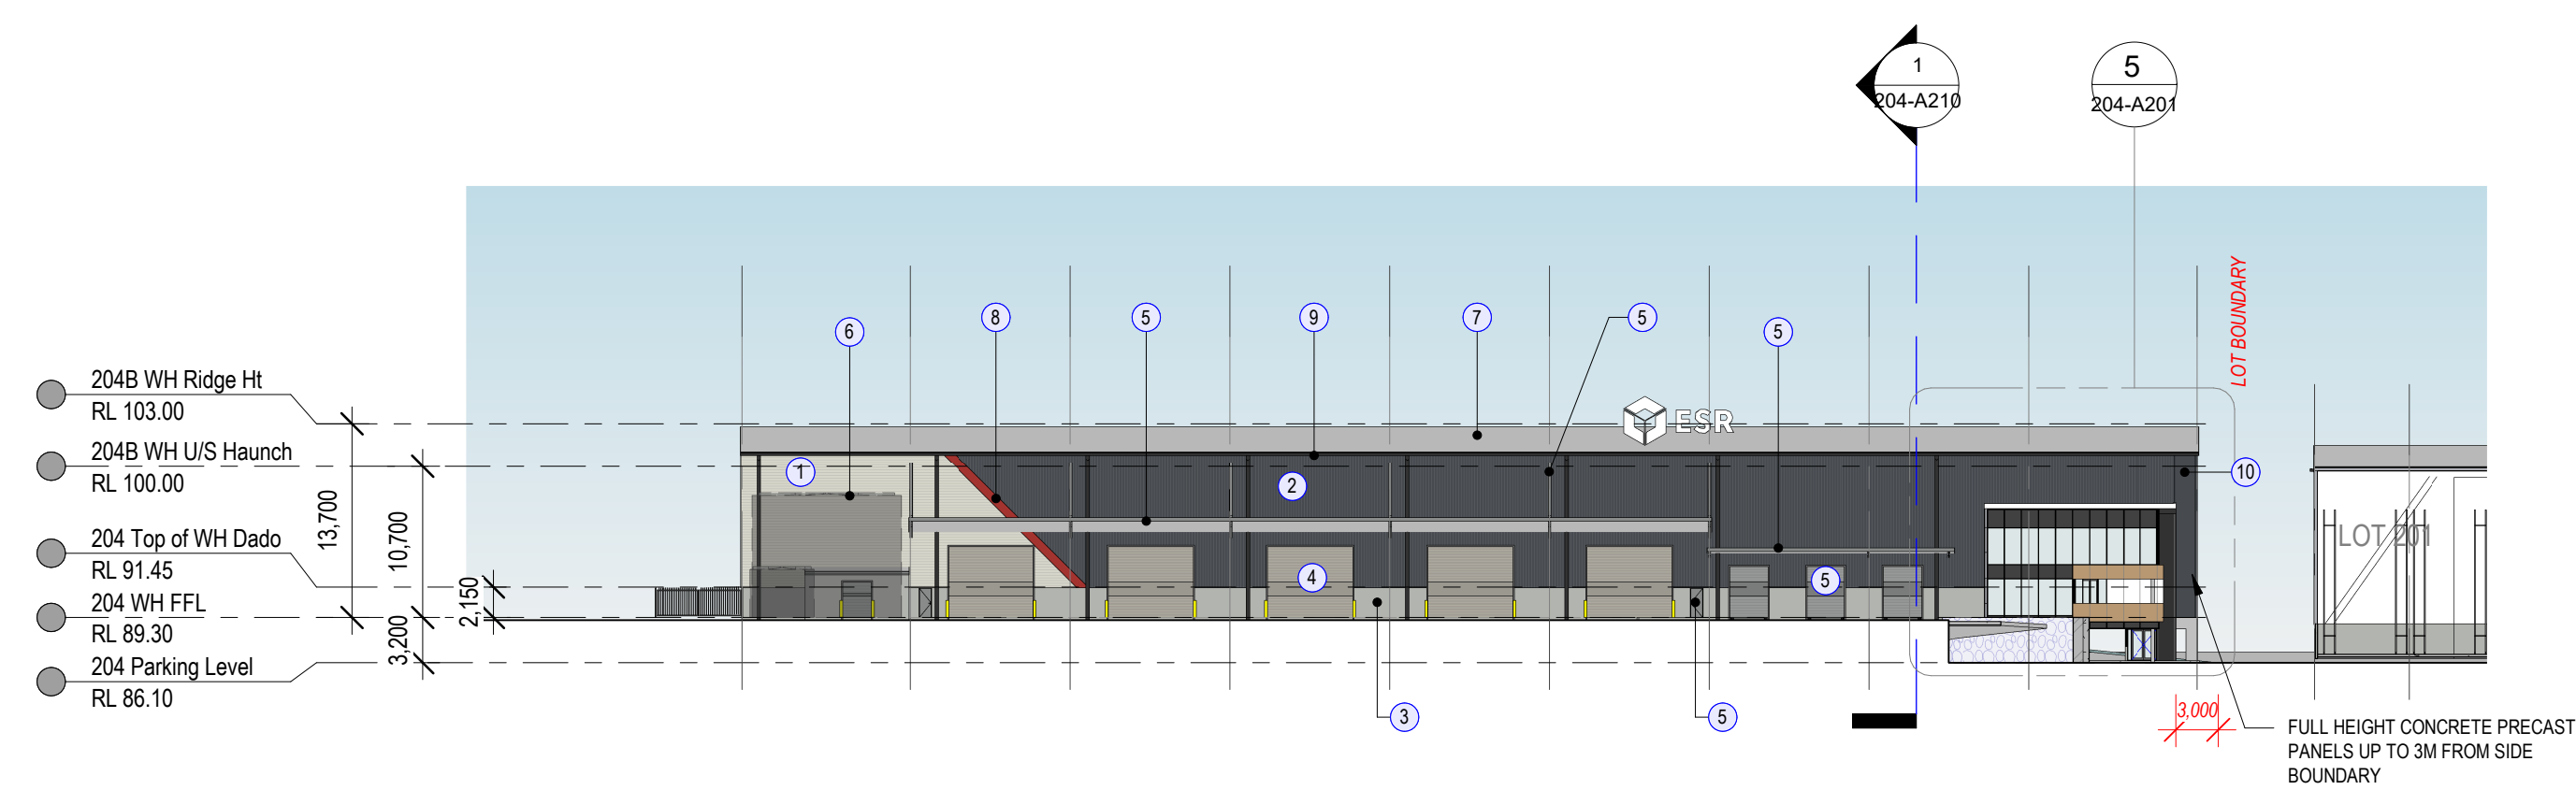 1
204-A210
5
204-A201
LOT BOUNDARY
6
8
5
9
7
5
5
204B WH Ridge Ht
RL 103.00
204B WH U/S Haunch
RL 100.00
204 Top of WH Dado
RL 91.45
204 WH FFL
RL 89.30
204 Parking Level
RL 86.10
13,700
10,700
2,150
3,200
ESR
1
2
10
4
5
LOT 201
3
5
3,000
FULL HEIGHT CONCRETE PRECAST
PANELS UP TO 3M FROM SIDE
BOUNDARY